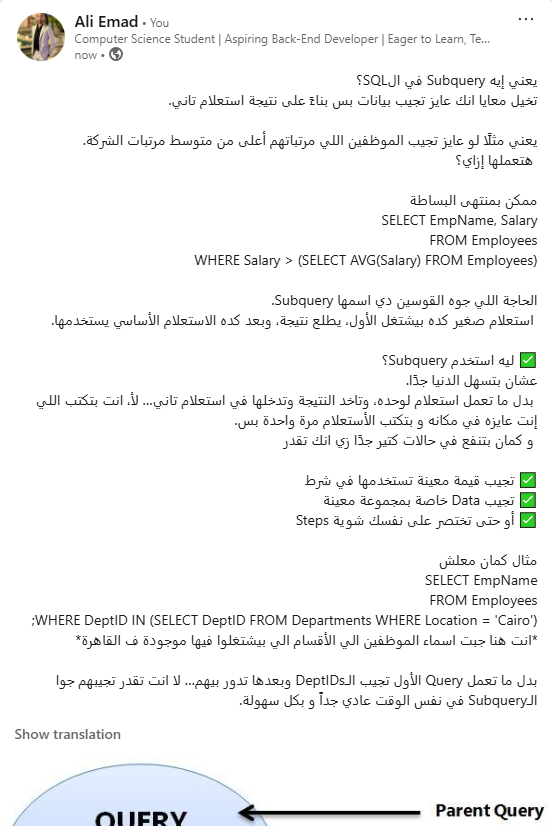 Ali Emad • You
Computer Science Student | Aspiring Back-End Developer | Eager to Learn, Te...
now •
يعني إيه Subquery في الSQL؟
تخيل معايا انك عايز تجيب بيانات بس بناءً على نتيجة استعلام تاني.
يعني مثلًا لو عايز تجيب الموظفين اللي مرتباتهم أعلى من متوسط مرتبات الشركة.
هتعملها إزاي؟
ممكن بمنتهى البساطة
SELECT EmpName, Salary
FROM Employees
WHERE Salary > (SELECT AVG(Salary) FROM Employees)
الحاجة اللي جوه القوسين دي اسمها Subquery.
استعلام صغير كده بيشتغل الأول، يطلع نتيجة، وبعد كده الاستعلام الأساسي يستخدمها.
✅ ليه استخدم Subquery؟
عشان بتسهل الدنيا جدًا.
بدل ما تعمل استعلام لوحده، وتاخد النتيجة وتدخلها في استعلام تاني... لأ، انت بتكتب اللي
إنت عايزه في مكانه و بتكتب الأستعلام مرة واحدة بس.
و كمان بتنفع في حالات كتير جدًا زي انك تقدر
✅ تجيب قيمة معينة تستخدمها في شرط
✅ تجيب Data خاصة بمجموعة معينة
✅ أو حتى تختصر على نفسك شوية Steps
مثال كمان معلش
SELECT EmpName
FROM Employees
WHERE DeptID IN (SELECT DeptID FROM Departments WHERE Location = 'Cairo');
*انت هنا جبت اسماء الموظفين الي الأقسام الي بيشتغلوا فيها موجودة ف القاهرة*
بدل ما تعمل Query الأول تجيب الـDeptIDs وبعدها تدور بيهم... لا انت تقدر تجيبهم جوا
الـSubquery في نفس الوقت عادي جداً و بكل سهولة.
Show translation
QUERY
Parent Query